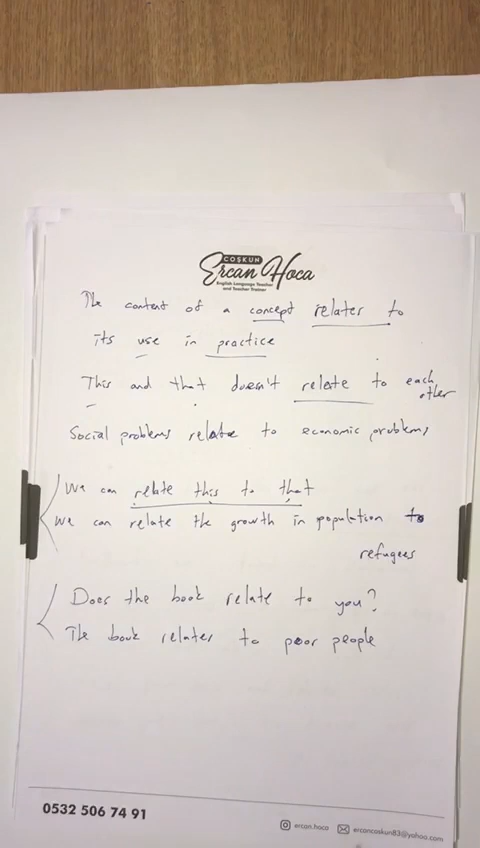 COŞKUN
Ercan Hoca
English Language Teacher
and Teacher Trainer
The content of a concept relates to
its use in practice
This and that doesn't relate to each
other
Social problems relate to economic problems
We can relate this to that
We can relate the growth in population to
refugees
Does the book relate to you?
The book relates to poor people
0532 506 74 91
ercan.hoca
ercancoskun83@yahoo.com